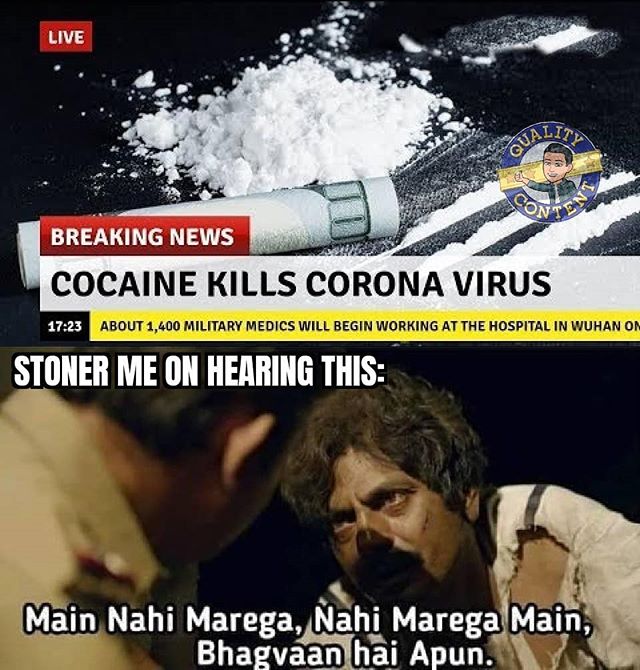 LIVE
QUALITY
CONTENT
BREAKING NEWS
COCAINE KILLS CORONA VIRUS
17:23 ABOUT 1,400 MILITARY MEDICS WILL BEGIN WORKING AT THE HOSPITAL IN WUHAN ON
STONER ME ON HEARING THIS:
Main Nahi Marega, Nahi Marega Main,
Bhagvaan hai Apun.